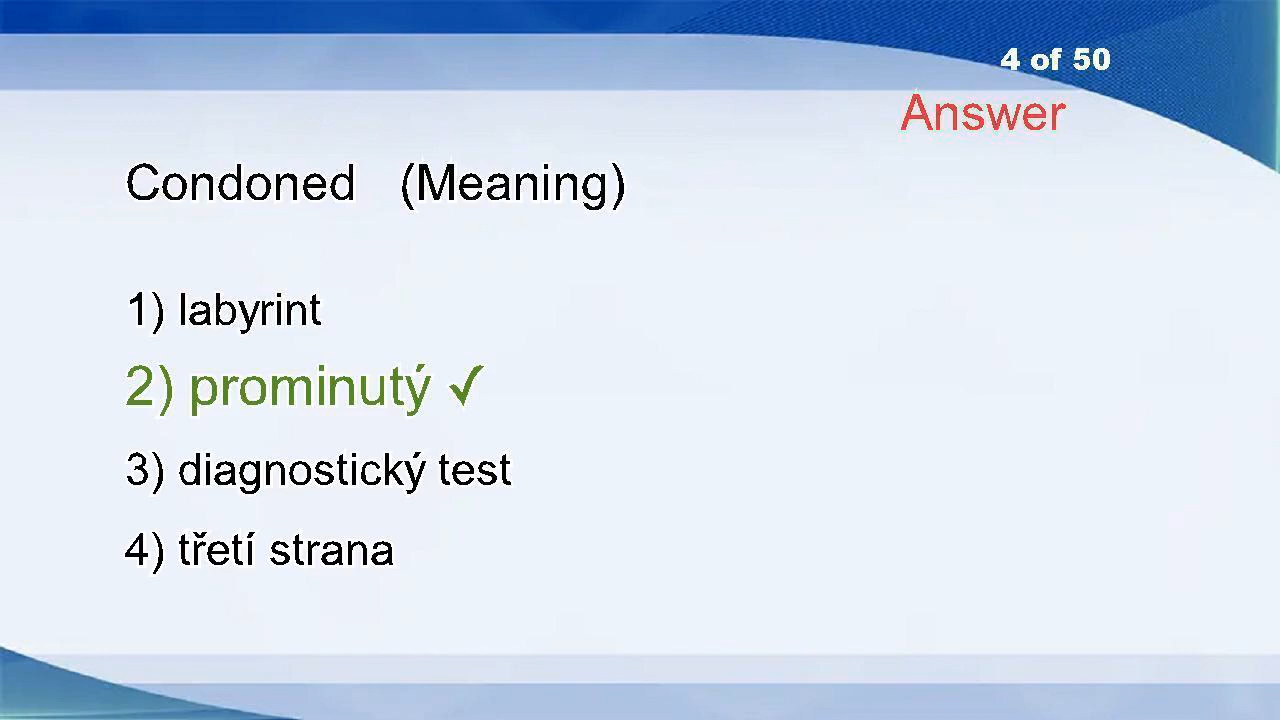 4 of 50
Answer
Condoned (Meaning)
1) labyrint
2) prominutý ✓
3) diagnostický test
4) třetí strana